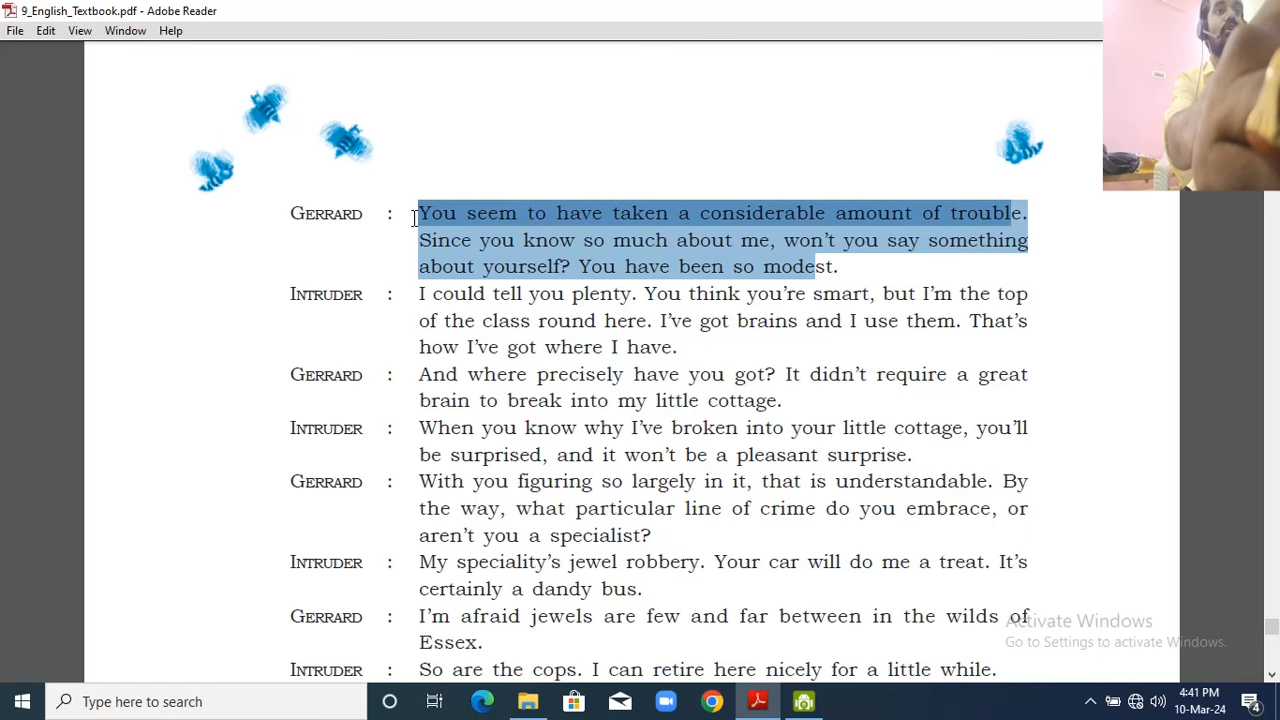 9_English_Textbook.pdf - Adobe Reader
File Edit View Window Help
GERRARD : You seem to have taken a considerable amount of trouble.
Since you know so much about me, won't you say something
about yourself? You have been so modest.
INTRUDER : I could tell you plenty. You think you're smart, but I'm the top
of the class round here. I've got brains and I use them. That's
how I've got where I have.
GERRARD : And where precisely have you got? It didn't require a great
brain to break into my little cottage.
INTRUDER : When you know why I've broken into your little cottage, you'll
be surprised, and it won't be a pleasant surprise.
GERRARD : With you figuring so largely in it, that is understandable. By
the way, what particular line of crime do you embrace, or
aren't you a specialist?
INTRUDER : My speciality's jewel robbery. Your car will do me a treat. It's
certainly a dandy bus.
GERRARD : I'm afraid jewels are few and far between in the wilds of
Essex.
INTRUDER : So are the cops. I can retire here nicely for a little while.
Activate Windows
Go to Settings to activate Windows.
Type here to search
4:41 PM
10-Mar-24
4